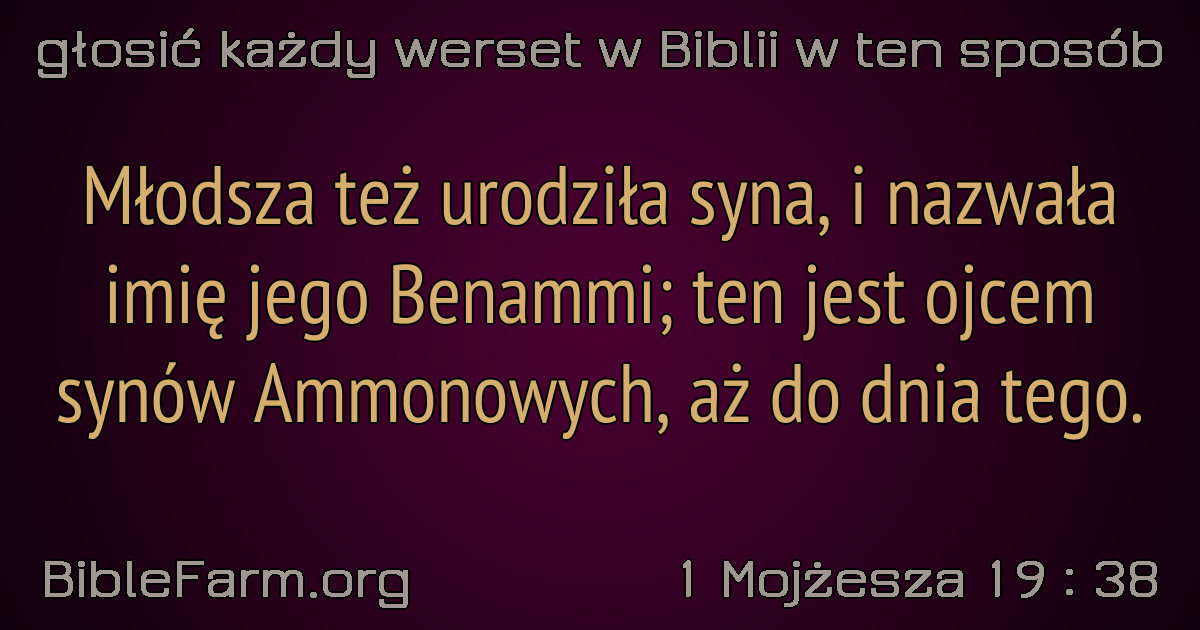 głosić każdy werset w Biblii w ten sposób
Młodsza też urodziła syna, i nazwała
imię jego Benammi; ten jest ojcem
synów Ammonowych, aż do dnia tego.
BibleFarm.org
1 Mojżesza 19 : 38